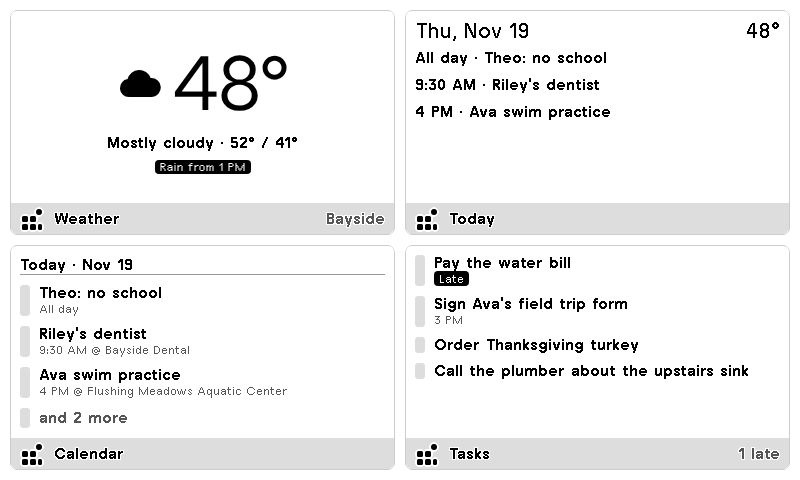 48°
Mostly cloudy · 52° / 41°
Rain from 1 PM
Weather Bayside
Thu, Nov 19 48°
All day · Theo: no school
9:30 AM · Riley's dentist
4 PM · Ava swim practice
Today
Today · Nov 19
Theo: no school
All day
Riley's dentist
9:30 AM @ Bayside Dental
Ava swim practice
4 PM @ Flushing Meadows Aquatic Center
and 2 more
Calendar
Pay the water bill
Late
Sign Ava's field trip form
3 PM
Order Thanksgiving turkey
Call the plumber about the upstairs sink
Tasks 1 late